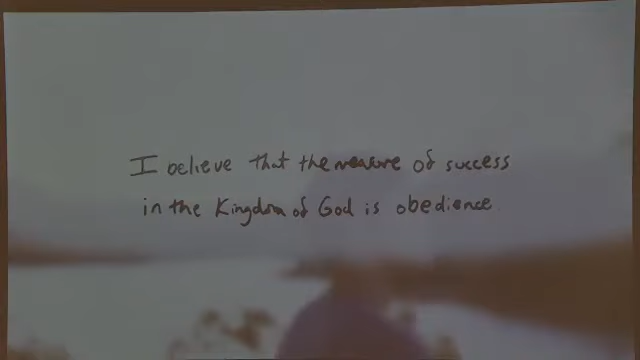 I believe that the measure of success
in the Kingdom of God is obedience